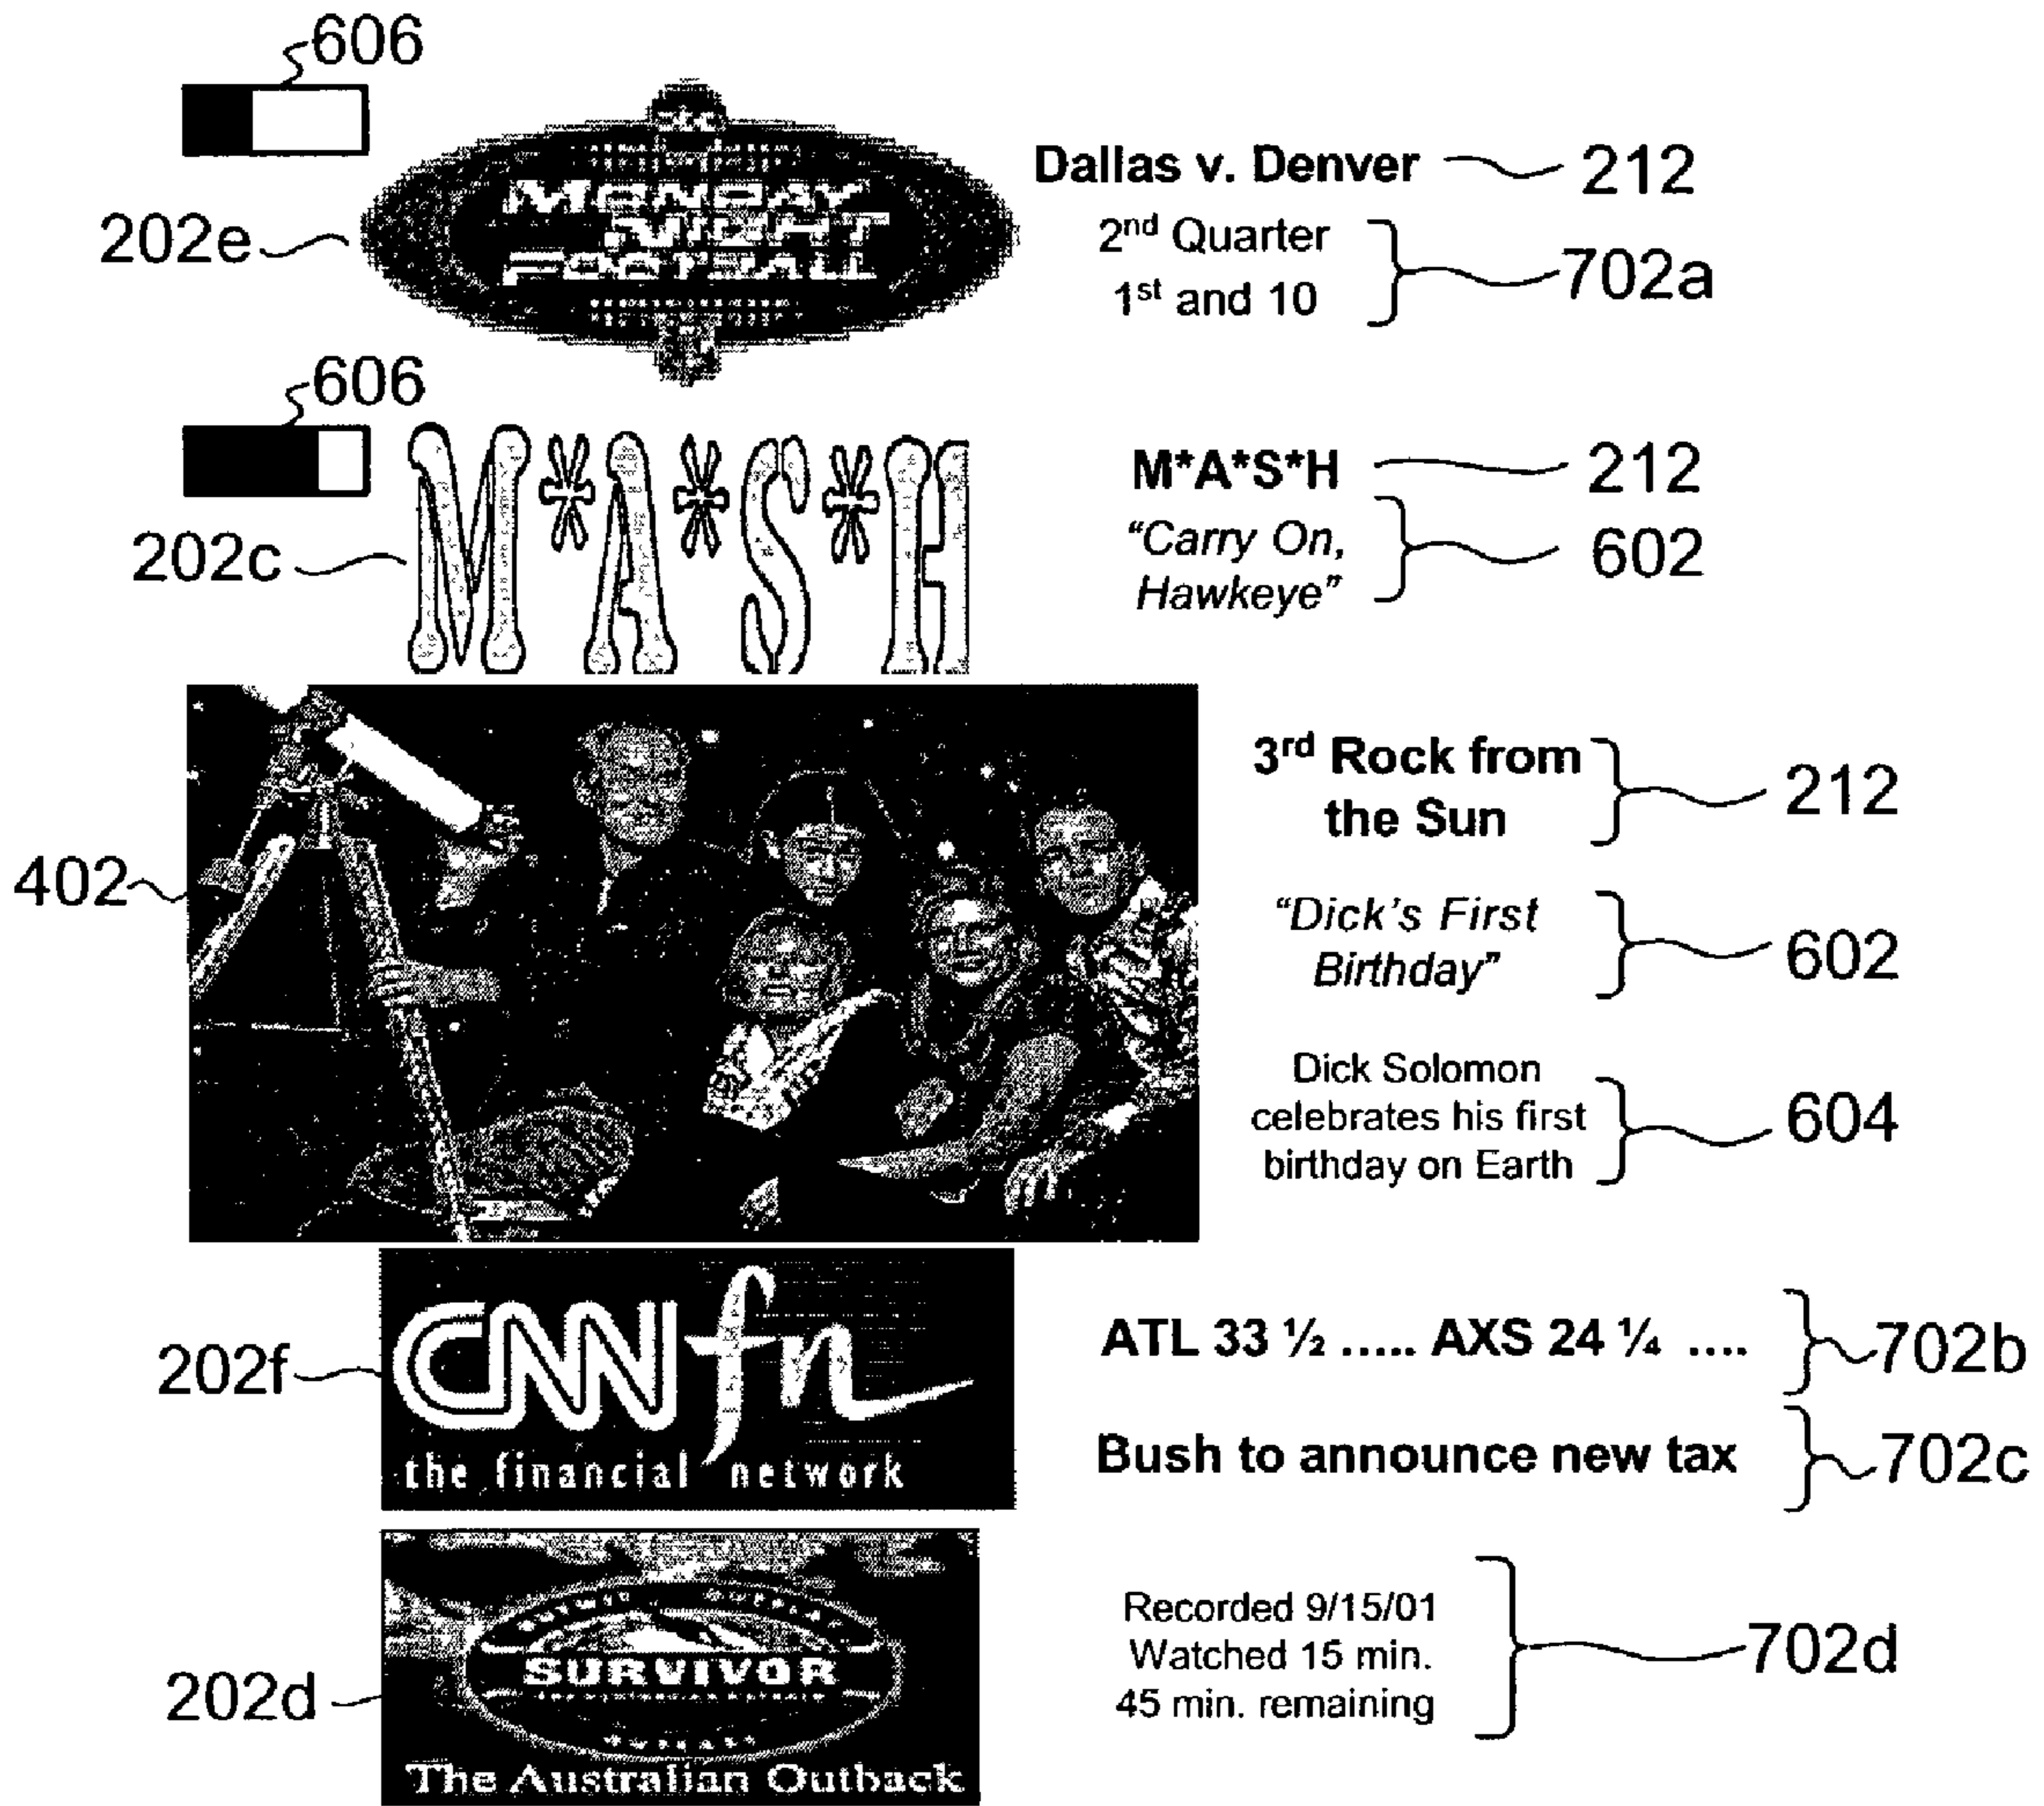 606
MONDAY
NIGHT
FOOTBALL
202e
Dallas v. Denver
212
2nd Quarter
1st and 10
702a
606
M*A*S*H
202c
M*A*S*H
212
“Carry On,
Hawkeye”
602
402
3rd Rock from
the Sun
212
“Dick’s First
Birthday”
602
Dick Solomon
celebrates his first
birthday on Earth
604
CNNfn
the financial network
202f
ATL 33 ½ ..... AXS 24 ¼ ....
702b
Bush to announce new tax
702c
SURVIVOR
The Australian Outback
202d
Recorded 9/15/01
Watched 15 min.
45 min. remaining
702d